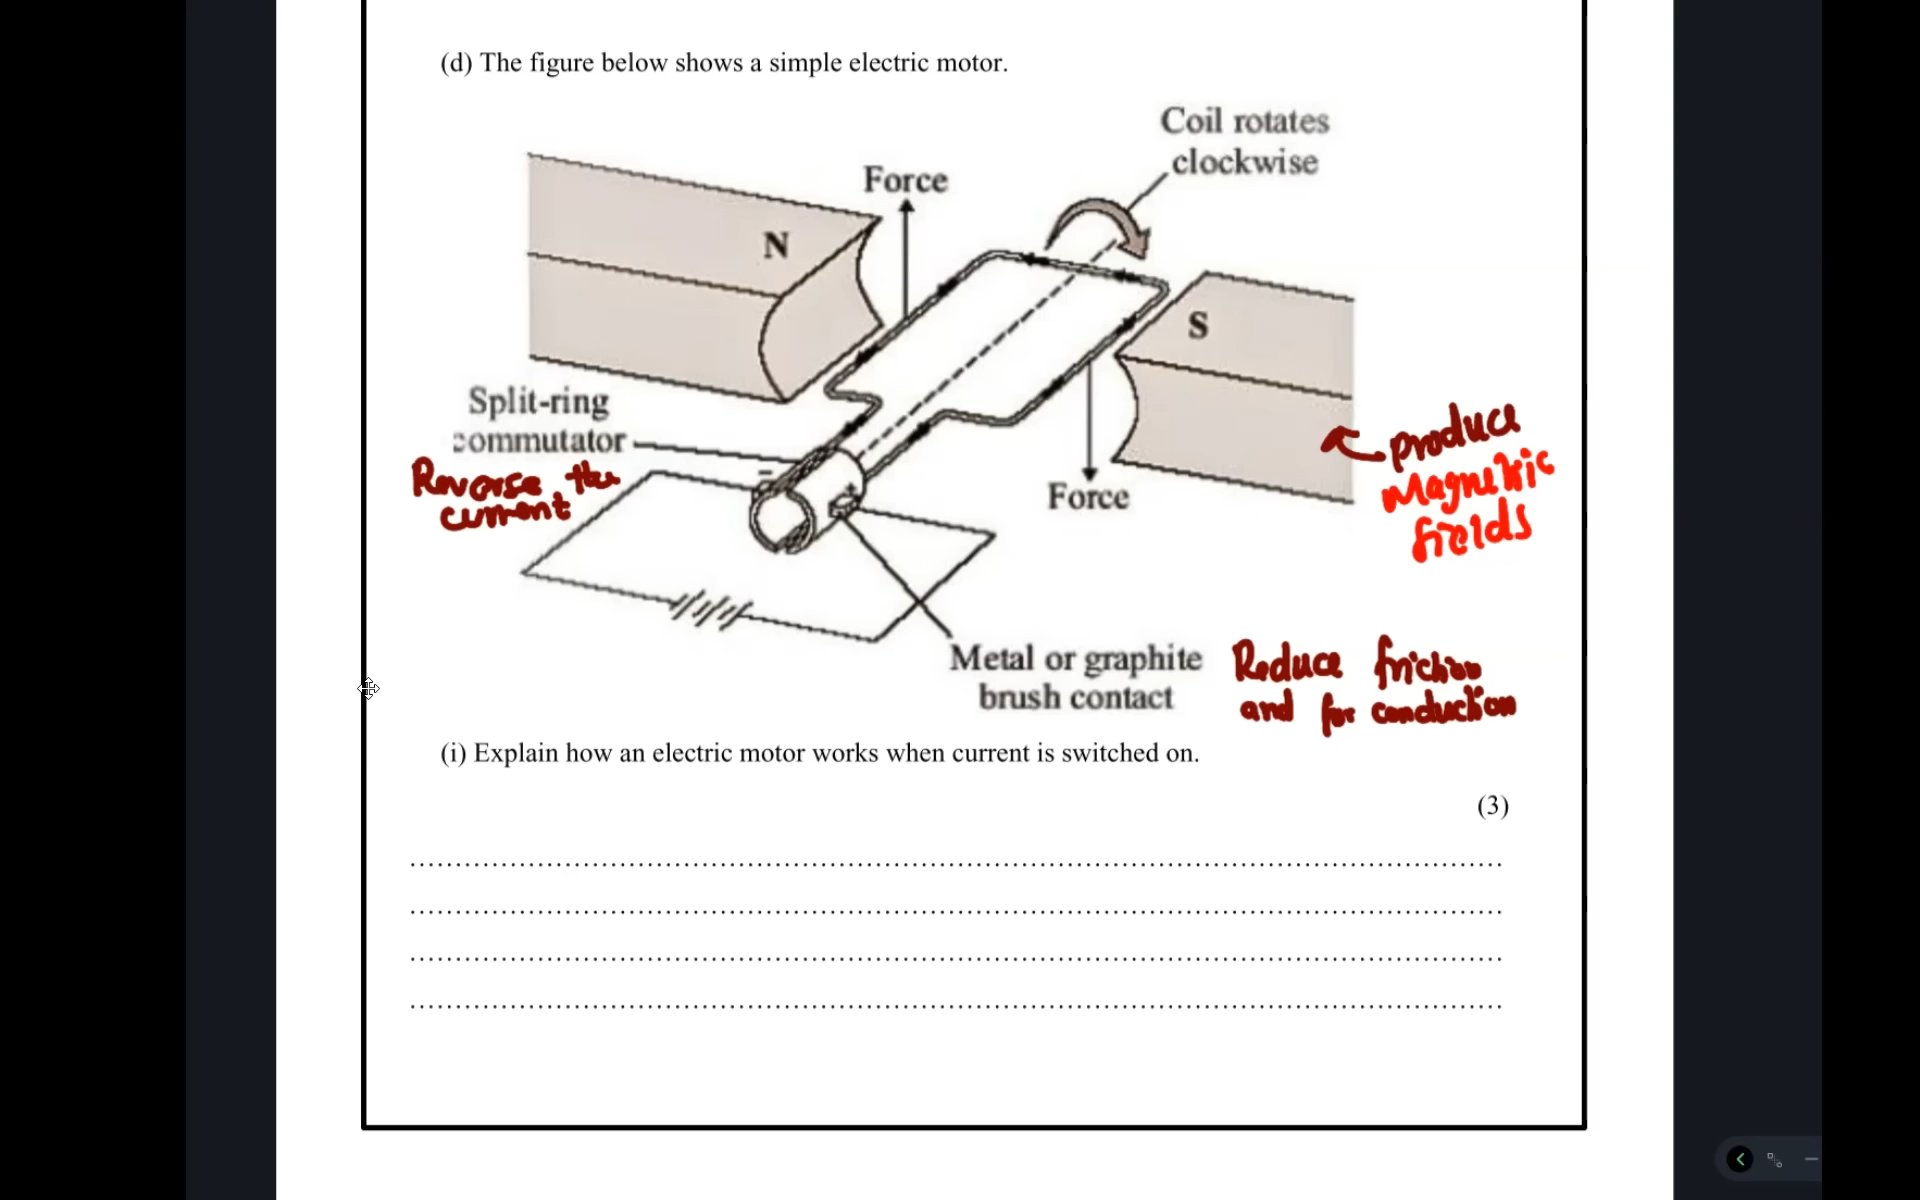 (d) The figure below shows a simple electric motor.
Coil rotates
clockwise
Force
N
S
Split-ring
commutator
Reverse the
current
-
+
Force
produce
Magnetic
fields
Metal or graphite
brush contact
Reduce friction
and for conduction
(i) Explain how an electric motor works when current is switched on.
(3)